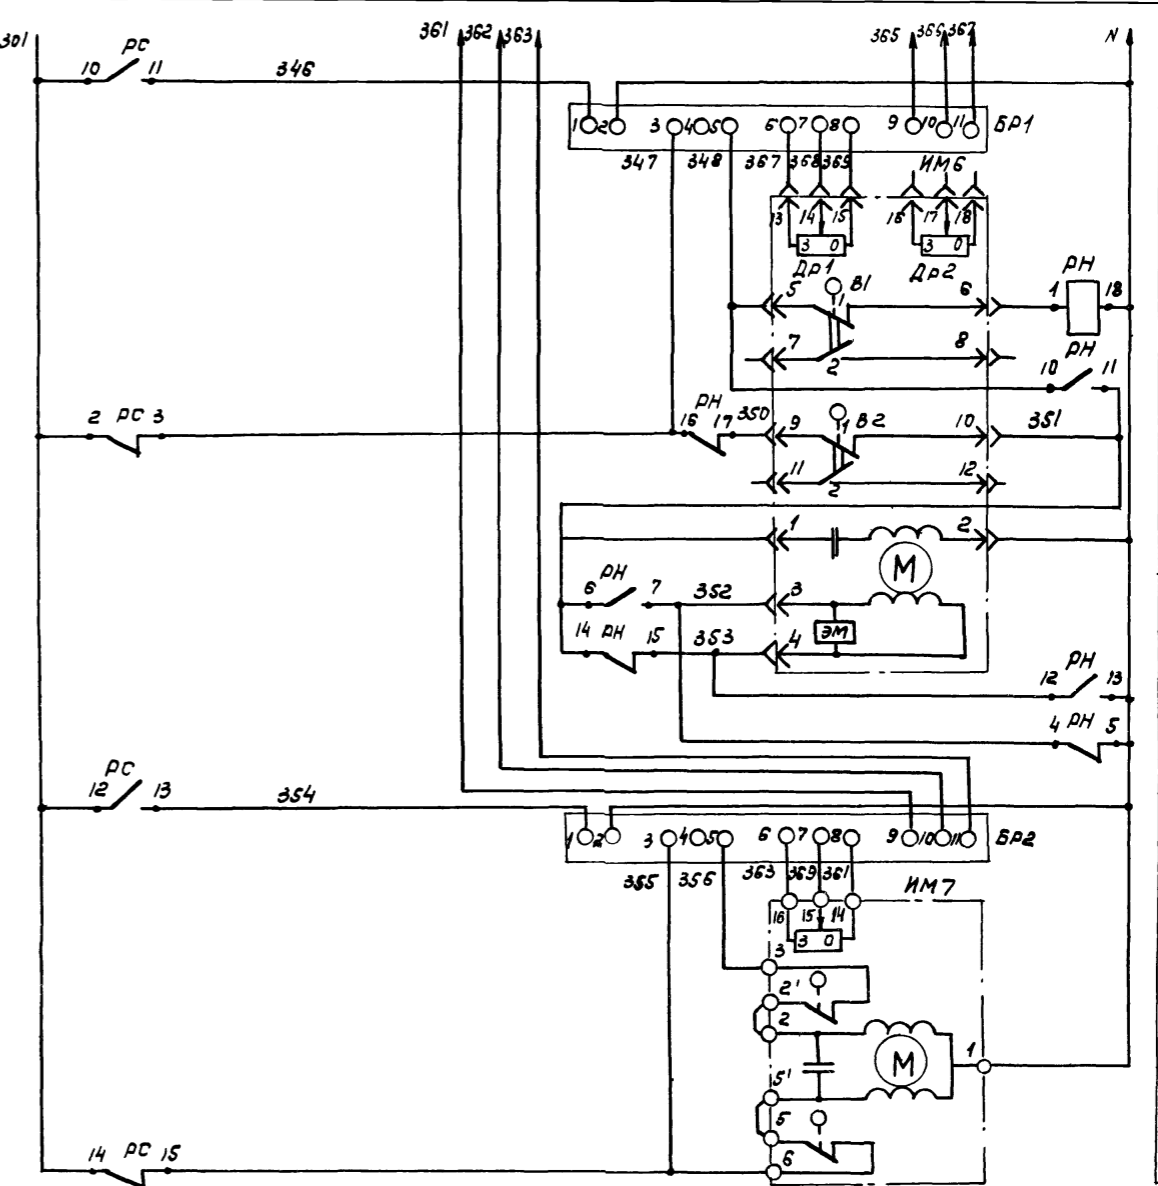 301 361 362 363 365 366 367 N
РС
10 11 346
1 2 3 4 5 6 7 8 9 10 11 БР1
347 348 367 368 369 ИМ6
13 14 15 16 17 18
3 0 3 0
Др1 Др2 РН
5 1 В1 6 1 18
7 2 8 РН
10 11
2 РС 3 РН
16 17 350 9 1 В2 10 351
11 2 12
1 2
М
РН
6 7 352 3
ЭМ
14 РН 15 353 4
РН
12 13
4 РН 5
РС
12 13 354
1 2 3 4 5 6 7 8 9 10 11 БР2
355 356 363 369 361 ИМ7
16 15 14
3 0
3
2'
2
М 1
5'
5
14 РС 15 6